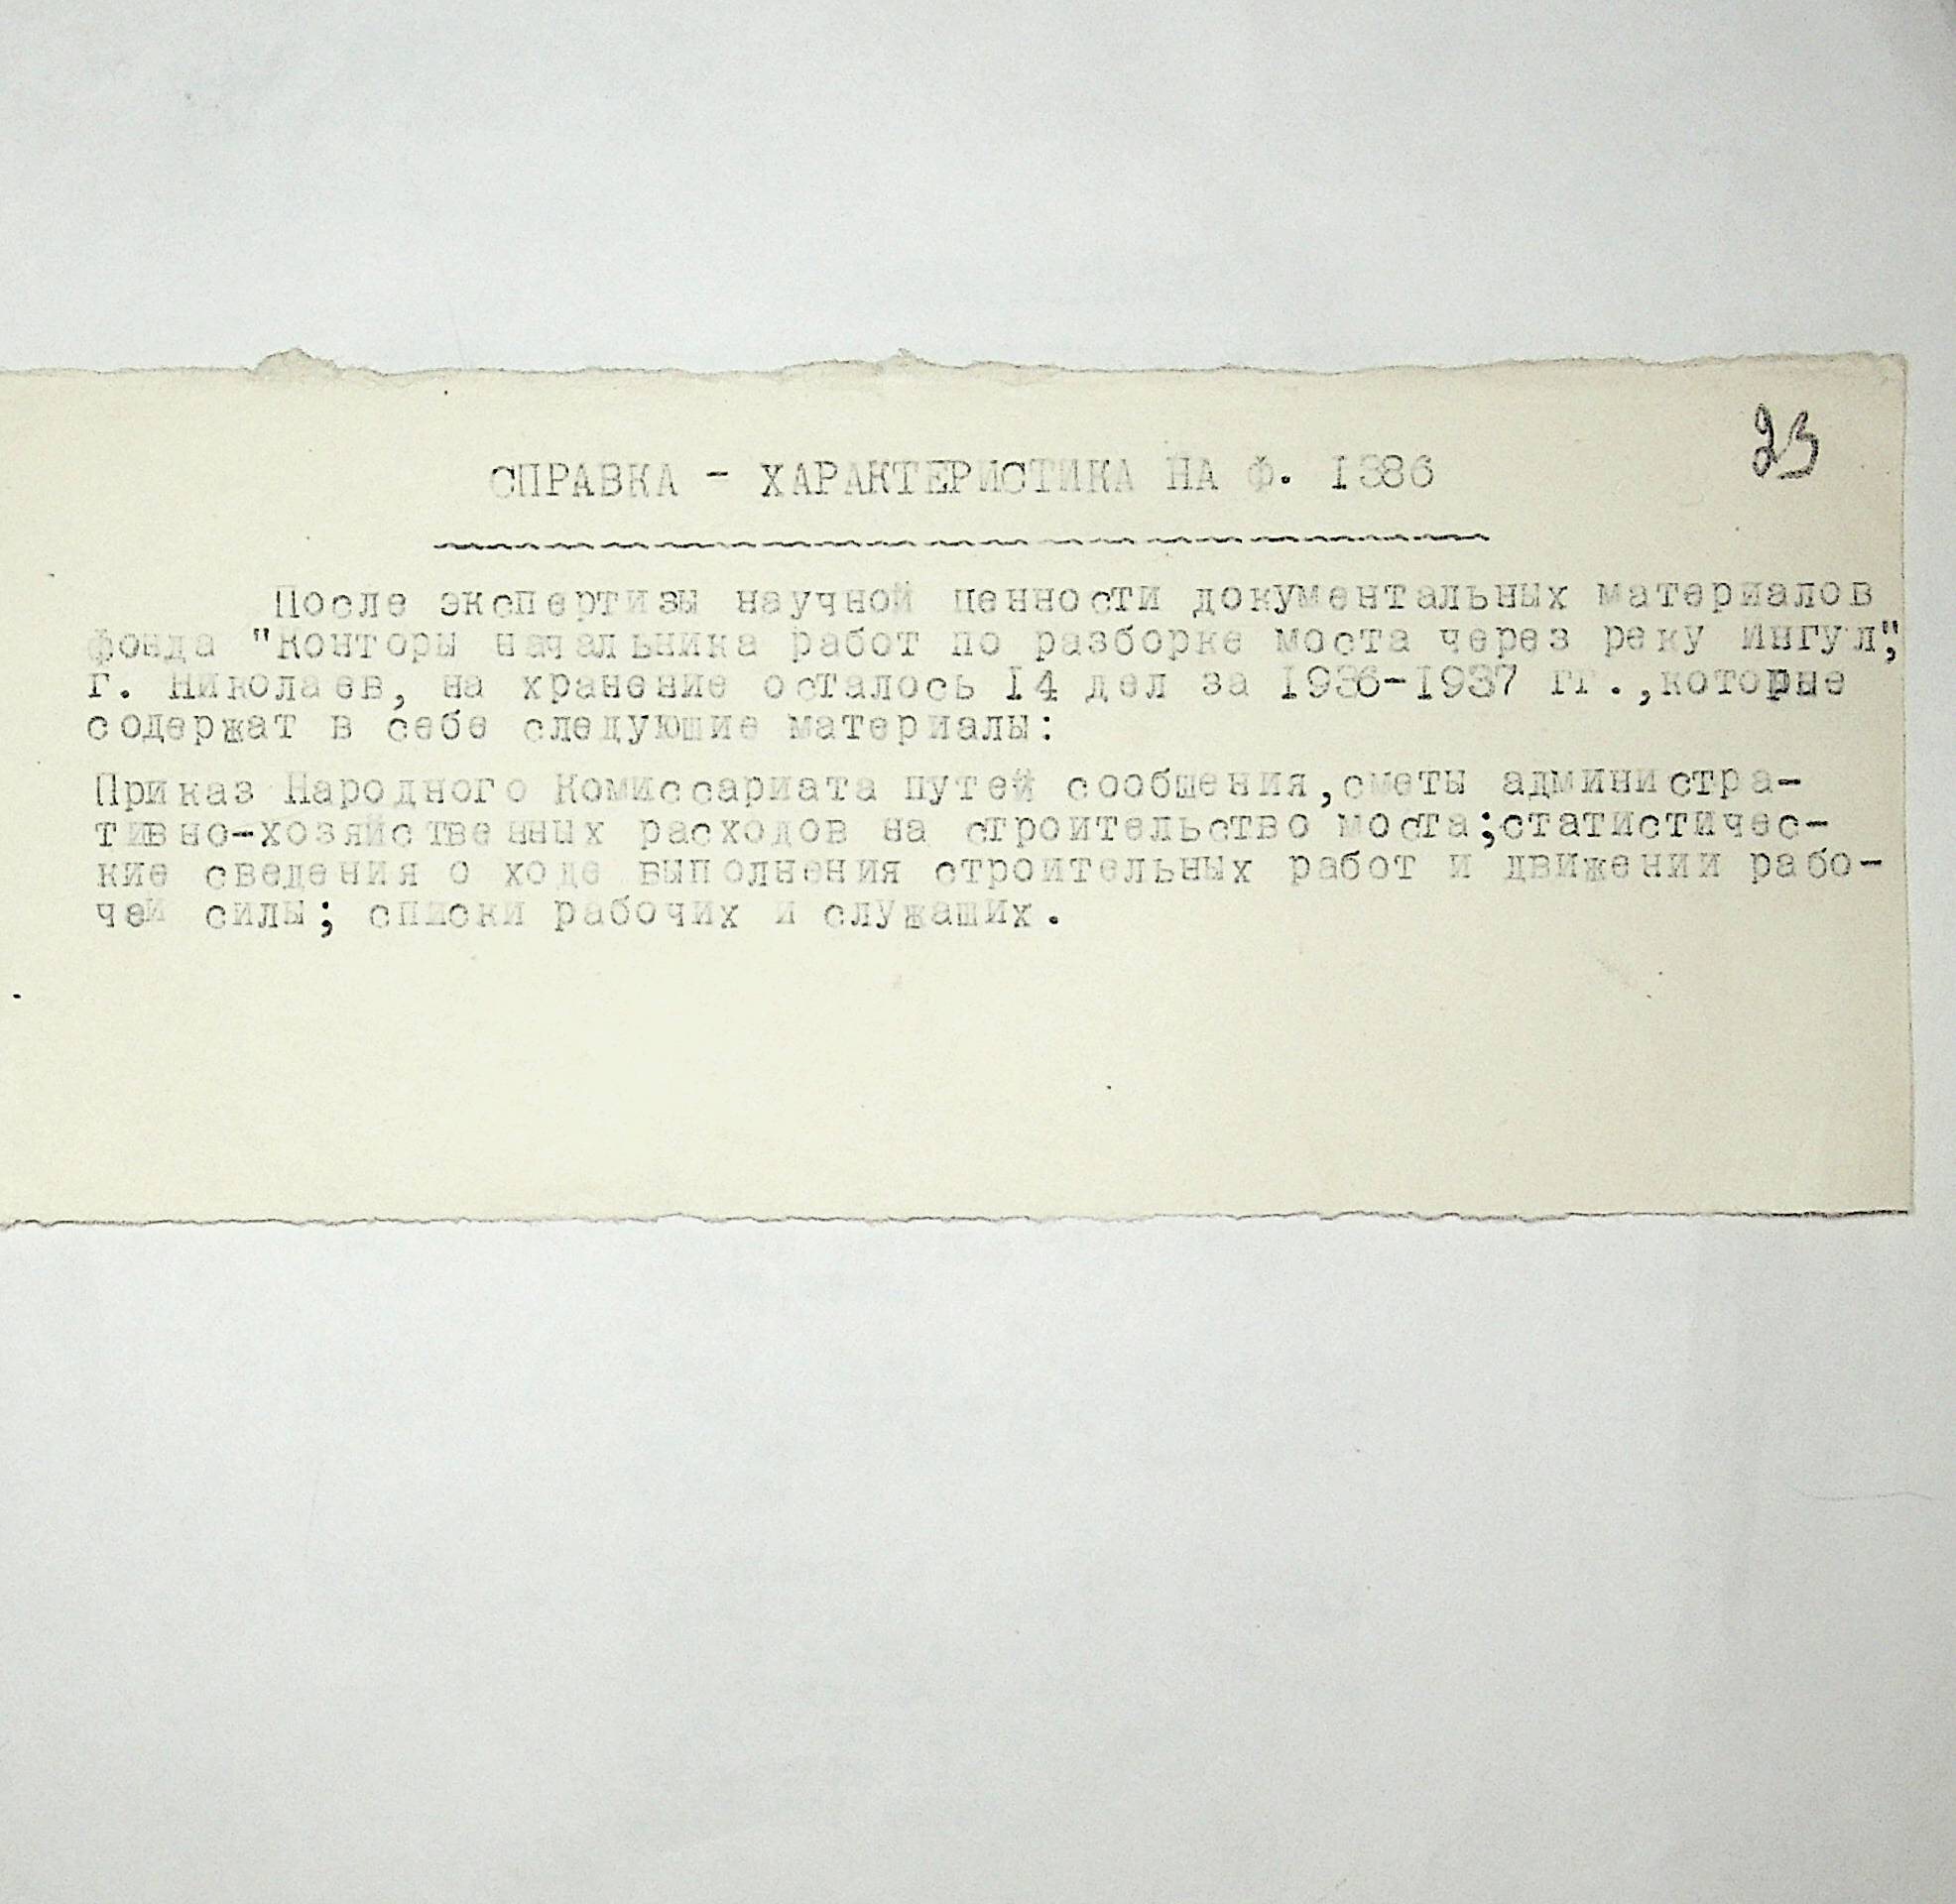 23
СПРАВКА - ХАРАКТЕРИСТИКА НА Ф. 1386
После экспертизы научной ценности документальных материалов
фонда "Конторы начальника работ по разборке моста через реку Ингул",
г. Николаев, на хранение осталось 14 дел за 1936-1937 гг.,которые
содержат в себе следующие материалы:
Приказ Народного Комиссариата путей сообщения,сметы администра-
тивно-хозяйственных расходов на строительство моста;статистичес-
кие сведения о ходе выполнения строительных работ и движении рабо-
чей силы; списки рабочих и служащих.